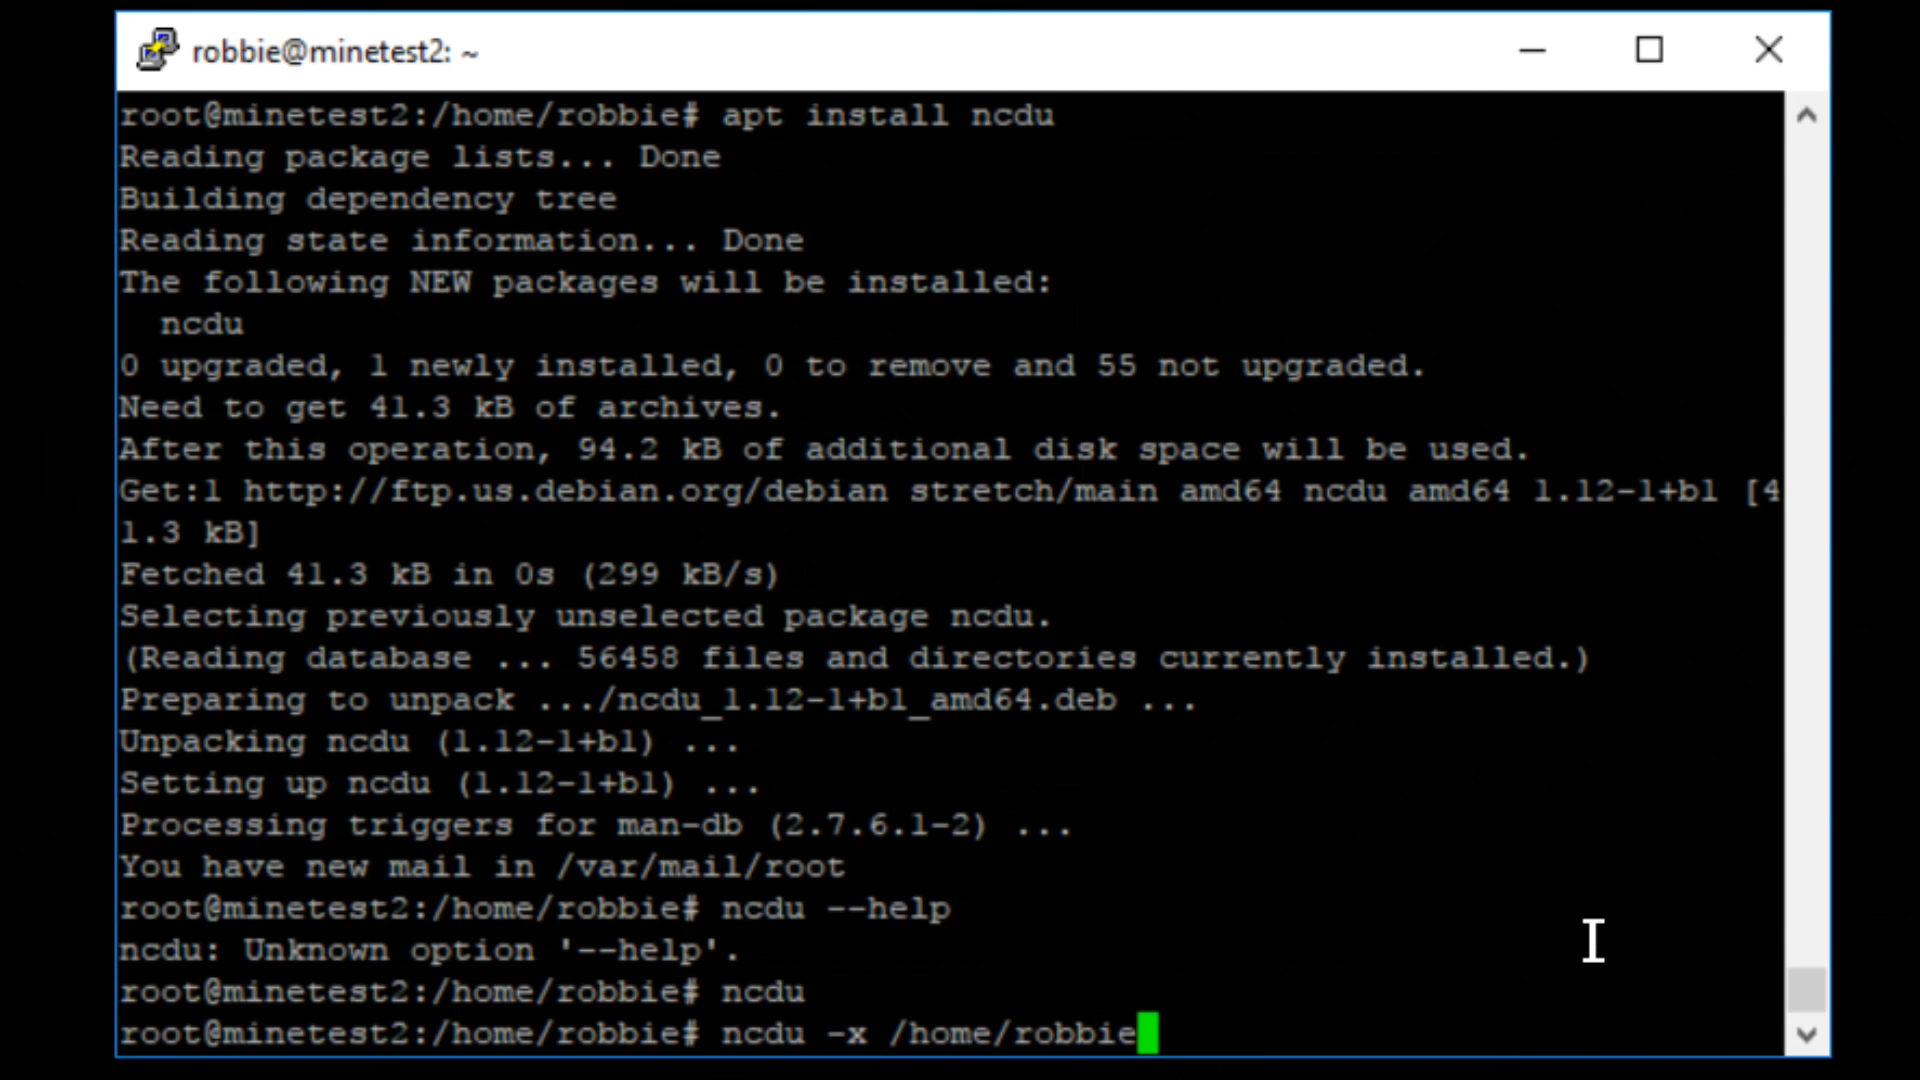 robbie@minetest2: ~
root@minetest2:/home/robbie# apt install ncdu
Reading package lists... Done
Building dependency tree
Reading state information... Done
The following NEW packages will be installed:
  ncdu
0 upgraded, 1 newly installed, 0 to remove and 55 not upgraded.
Need to get 41.3 kB of archives.
After this operation, 94.2 kB of additional disk space will be used.
Get:1 http://ftp.us.debian.org/debian stretch/main amd64 ncdu amd64 1.12-1+b1 [4
1.3 kB]
Fetched 41.3 kB in 0s (299 kB/s)
Selecting previously unselected package ncdu.
(Reading database ... 56458 files and directories currently installed.)
Preparing to unpack .../ncdu_1.12-1+b1_amd64.deb ...
Unpacking ncdu (1.12-1+b1) ...
Setting up ncdu (1.12-1+b1) ...
Processing triggers for man-db (2.7.6.1-2) ...
You have new mail in /var/mail/root
root@minetest2:/home/robbie# ncdu --help
ncdu: Unknown option '--help'.
root@minetest2:/home/robbie# ncdu
root@minetest2:/home/robbie# ncdu -x /home/robbie